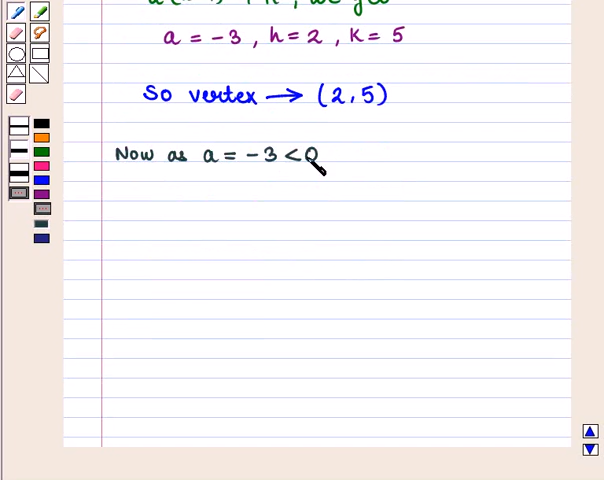 a = -3 , h = 2 , k = 5
So vertex → (2, 5)
Now as a = -3 < 0